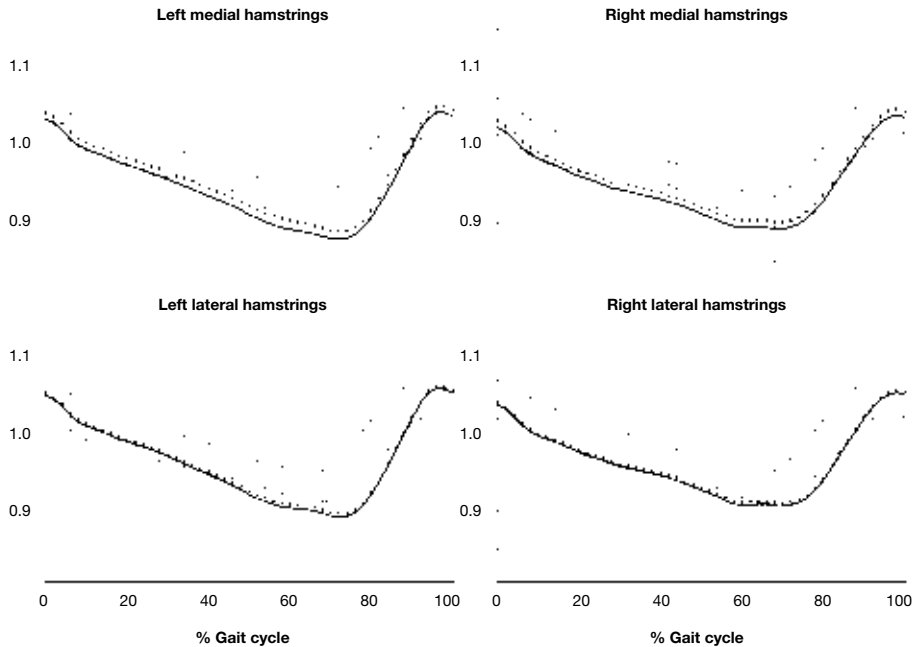 Left medial hamstrings
Right medial hamstrings
1.1
1.0
0.9
1.1
1.0
0.9
Left lateral hamstrings
Right lateral hamstrings
1.1
1.0
0.9
1.1
1.0
0.9
0 20 40 60 80 100
0 20 40 60 80 100
% Gait cycle
% Gait cycle